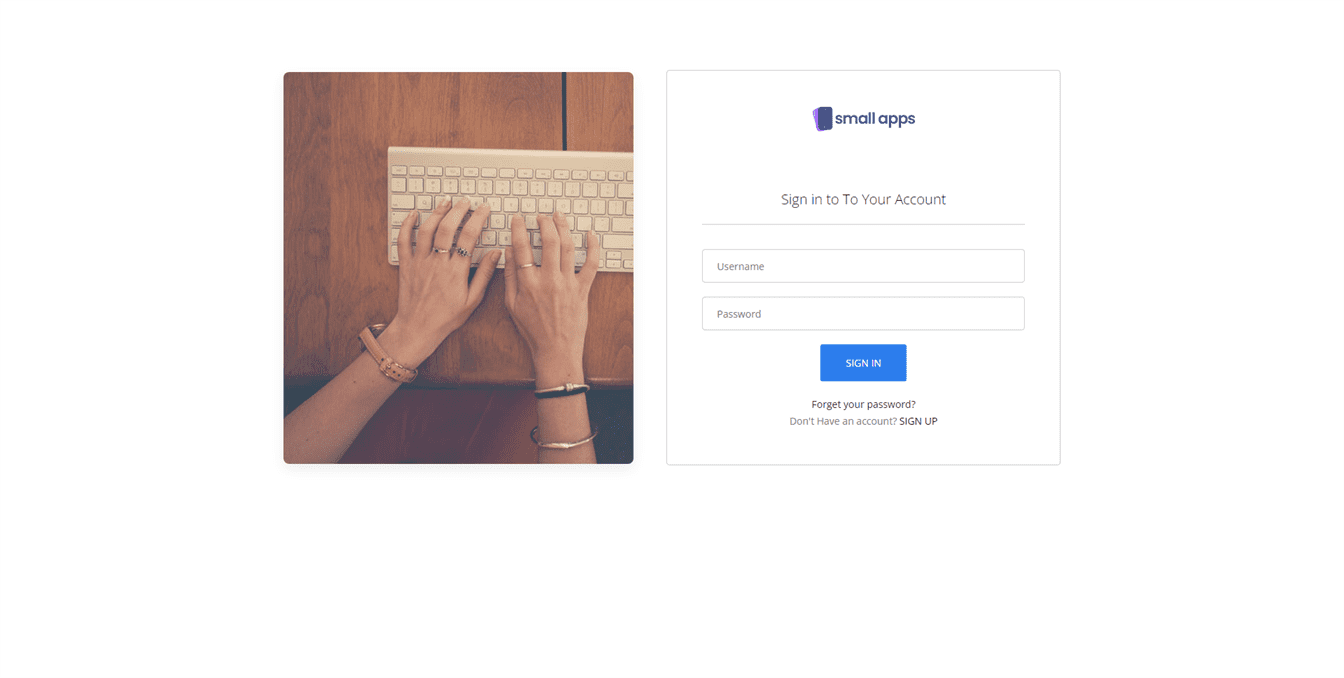 small apps
Sign in to To Your Account
Username
Password
SIGN IN
Forget your password?
Don't Have an account? SIGN UP